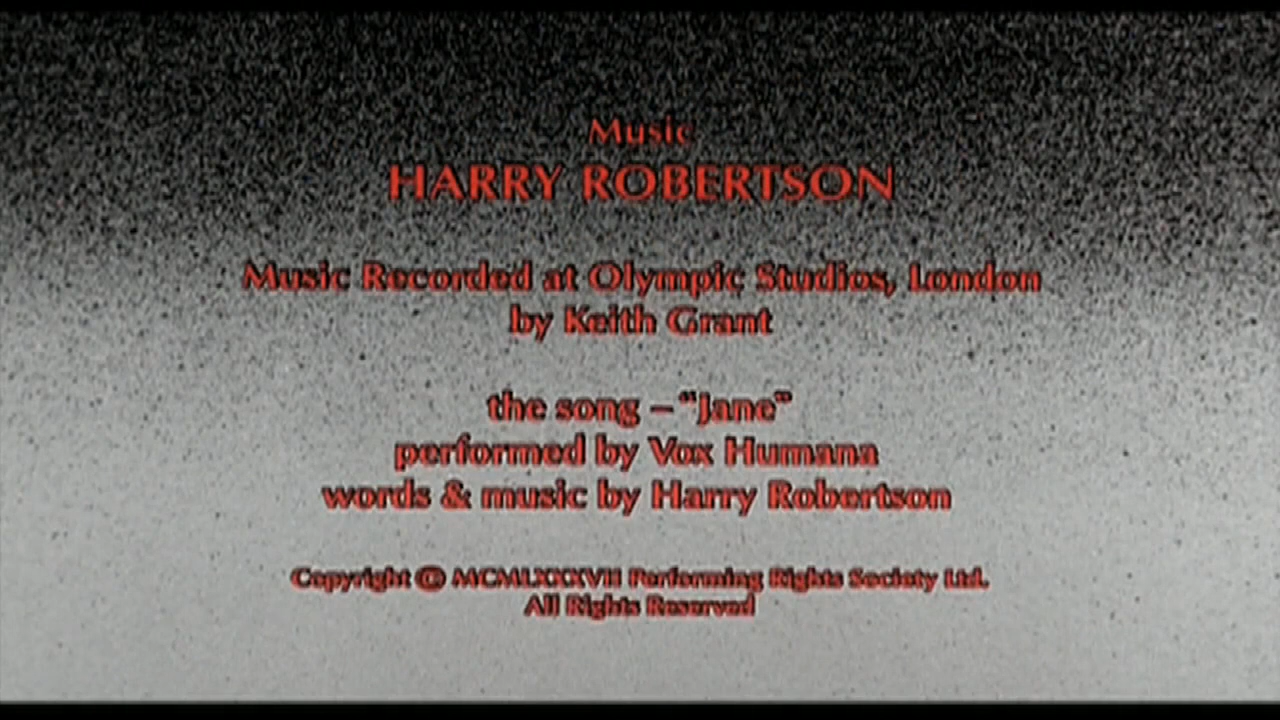 Music
HARRY ROBERTSON
Music Recorded at Olympic Studios, London
by Keith Grant
the song – "Jane"
performed by Vox Humana
words & music by Harry Robertson
Copyright © MCMLXXXVII Performing Rights Society Ltd.
All Rights Reserved